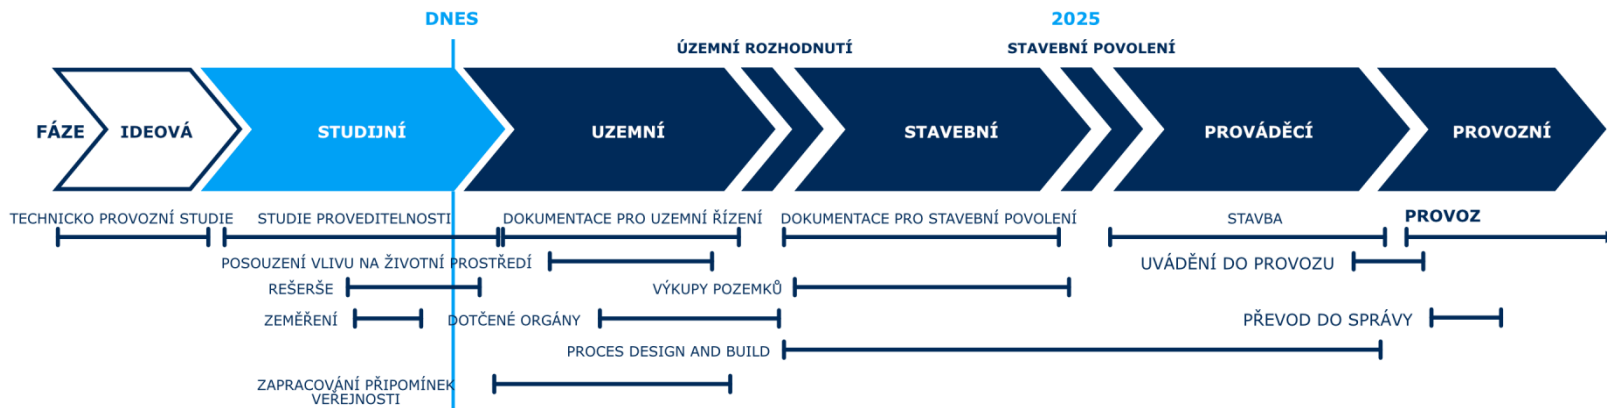 DNES
2025
ÚZEMNÍ ROZHODNUTÍ
STAVEBNÍ POVOLENÍ
FÁZE
IDEOVÁ
STUDIJNÍ
UZEMNÍ
STAVEBNÍ
PROVÁDĚCÍ
PROVOZNÍ
TECHNICKO PROVOZNÍ STUDIE
STUDIE PROVEDITELNOSTI
DOKUMENTACE PRO UZEMNÍ ŘÍZENÍ
DOKUMENTACE PRO STAVEBNÍ POVOLENÍ
STAVBA
PROVOZ
POSOUZENÍ VLIVU NA ŽIVOTNÍ PROSTŘEDÍ
UVÁDĚNÍ DO PROVOZU
REŠERŠE
VÝKUPY POZEMKŮ
ZEMĚŘENÍ
DOTČENÉ ORGÁNY
PŘEVOD DO SPRÁVY
PROCES DESIGN AND BUILD
ZAPRACOVÁNÍ PŘIPOMÍNEK
VEŘEJNOSTI